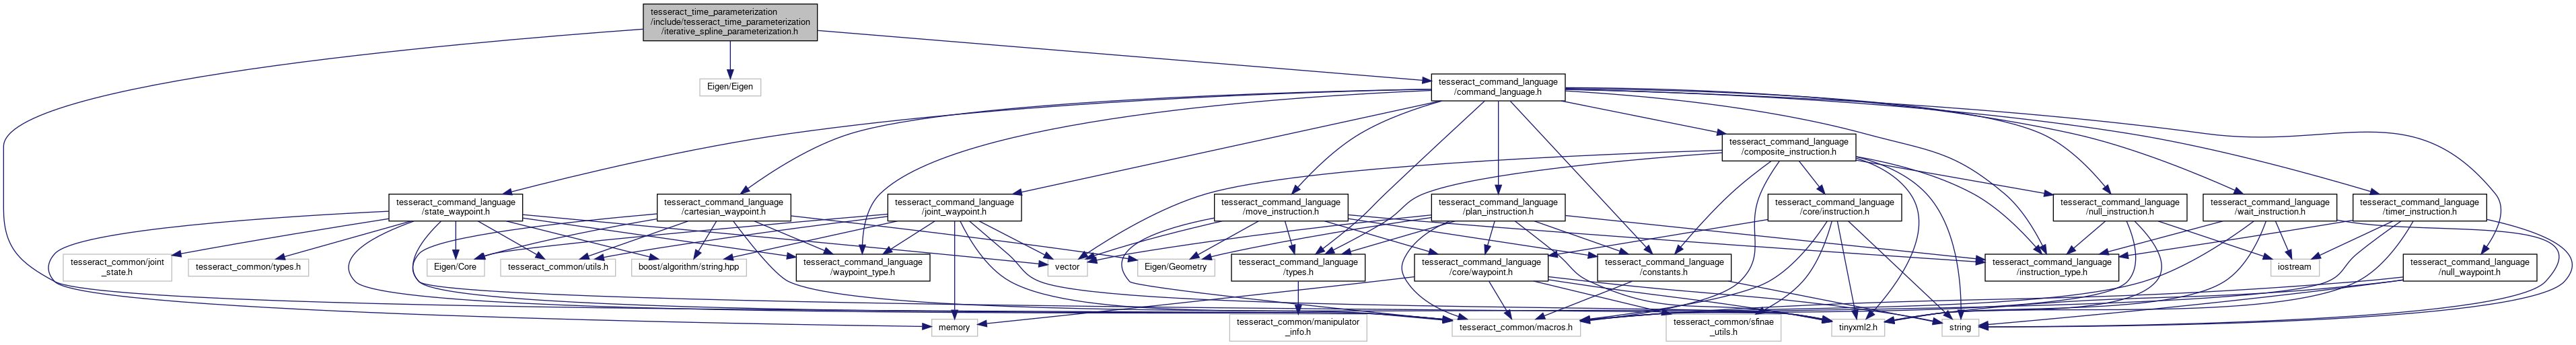 tesseract_time_parameterization
/include/tesseract_time_parameterization
/iterative_spline_parameterization.h
Eigen/Eigen
tesseract_command_language
/command_language.h
tesseract_command_language
/composite_instruction.h
tesseract_command_language
/state_waypoint.h
tesseract_command_language
/cartesian_waypoint.h
tesseract_command_language
/joint_waypoint.h
tesseract_command_language
/move_instruction.h
tesseract_command_language
/plan_instruction.h
tesseract_command_language
/core/instruction.h
tesseract_command_language
/null_instruction.h
tesseract_command_language
/wait_instruction.h
tesseract_command_language
/timer_instruction.h
tesseract_common/joint
_state.h
tesseract_common/types.h
Eigen/Core
tesseract_common/utils.h
boost/algorithm/string.hpp
tesseract_command_language
/waypoint_type.h
vector
Eigen/Geometry
tesseract_command_language
/types.h
tesseract_command_language
/core/waypoint.h
tesseract_command_language
/constants.h
tesseract_command_language
/instruction_type.h
iostream
tesseract_command_language
/null_waypoint.h
memory
tesseract_common/manipulator
_info.h
tesseract_common/macros.h
tesseract_common/sfinae
_utils.h
tinyxml2.h
string